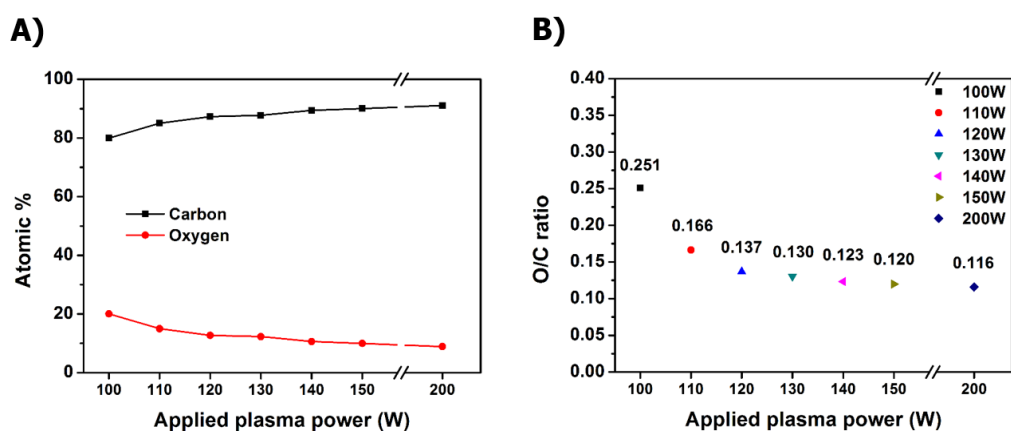 A)
100
80
60
40
20
0
Atomic %
Carbon
Oxygen
100 110 120 130 140 150 200
Applied plasma power (W)
B)
0.40
0.35
0.30
0.25
0.20
0.15
0.10
0.05
0.00
O/C ratio
0.251
0.166
0.137
0.130
0.123
0.120
0.116
100W
110W
120W
130W
140W
150W
200W
100 110 120 130 140 150 200
Applied plasma power (W)